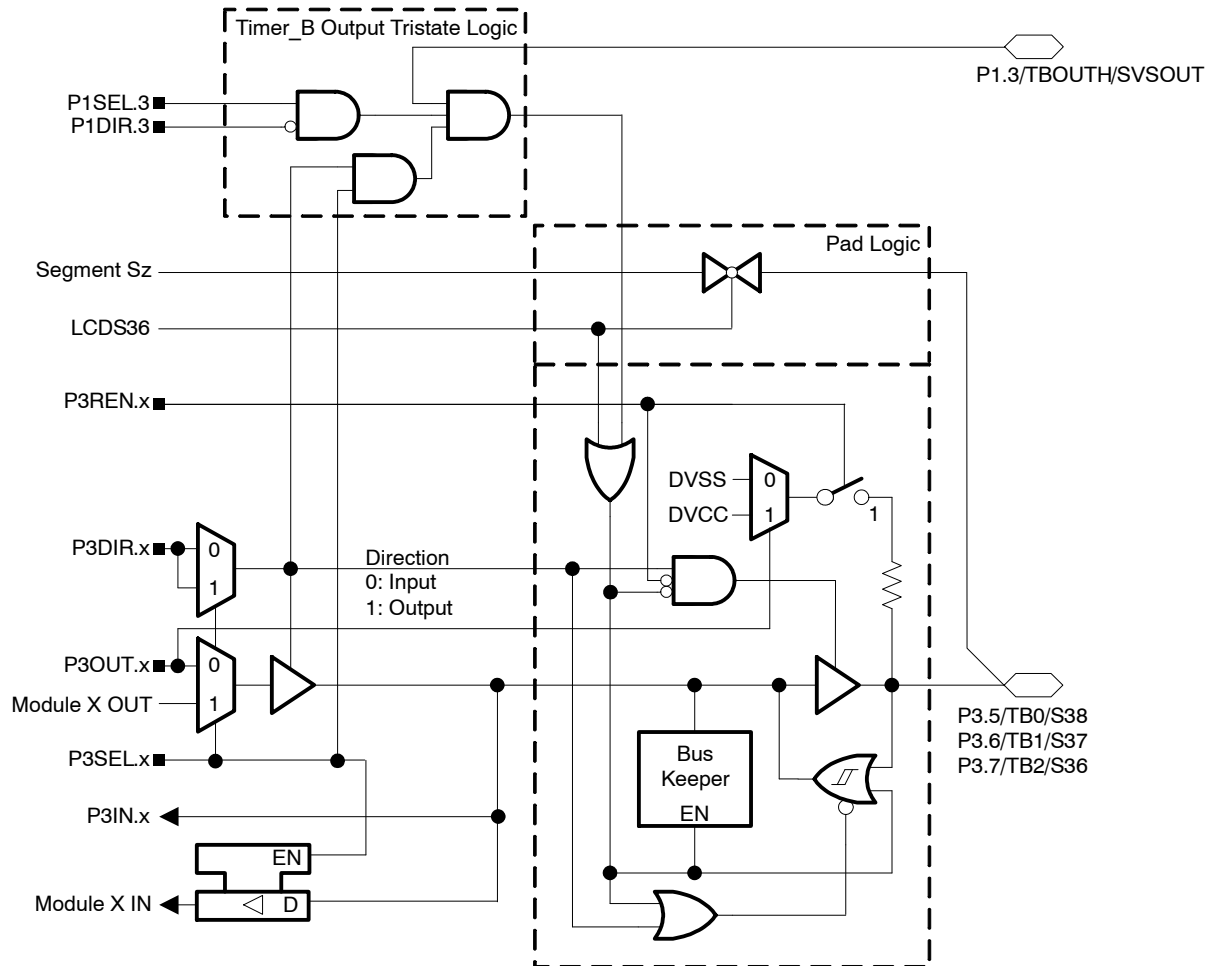 Timer_B Output Tristate Logic
P1.3/TBOUTH/SVSOUT
P1SEL.3
P1DIR.3
Pad Logic
Segment Sz
LCDS36
P3REN.x
DVSS
0
DVCC
1
1
P3DIR.x
0
1
Direction
0: Input
1: Output
P3OUT.x
0
Module X OUT
1
P3.5/TB0/S38
P3.6/TB1/S37
P3.7/TB2/S36
P3SEL.x
Bus
Keeper
EN
P3IN.x
EN
Module X IN
D